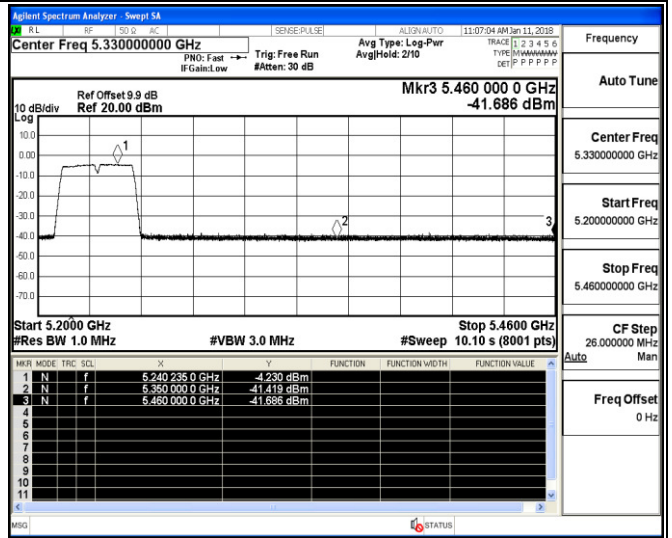 Agilent Spectrum Analyzer - Swept SA
RL RF 50 Ω AC SENSE:PULSE ALIGNAUTO 11:07:04 AM Jan 11, 2018
Center Freq 5.330000000 GHz
PNO: Fast
IFGain:Low
Trig: Free Run
#Atten: 30 dB
Avg Type: Log-Pwr
Avg|Hold: 2/10
TRACE 1 2 3 4 5 6
TYPE MWWWWW
DET P P P P P P
Ref Offset 9.9 dB
10 dB/div Ref 20.00 dBm
Log
Mkr3 5.460 000 0 GHz
-41.686 dBm
10.0
0.00
-10.0
-20.0
-30.0
-40.0
-50.0
-60.0
-70.0
1
2
3
Start 5.2000 GHz Stop 5.4600 GHz
#Res BW 1.0 MHz #VBW 3.0 MHz #Sweep 10.10 s (8001 pts)
MKR MODE TRC SCL X Y FUNCTION FUNCTION WIDTH FUNCTION VALUE
1 N f 5.240 235 0 GHz -4.230 dBm
2 N f 5.350 000 0 GHz -41.419 dBm
3 N f 5.460 000 0 GHz -41.686 dBm
4
5
6
7
8
9
10
11
MSG STATUS
Frequency
Auto Tune
Center Freq
5.330000000 GHz
Start Freq
5.200000000 GHz
Stop Freq
5.460000000 GHz
CF Step
26.000000 MHz
Auto Man
Freq Offset
0 Hz